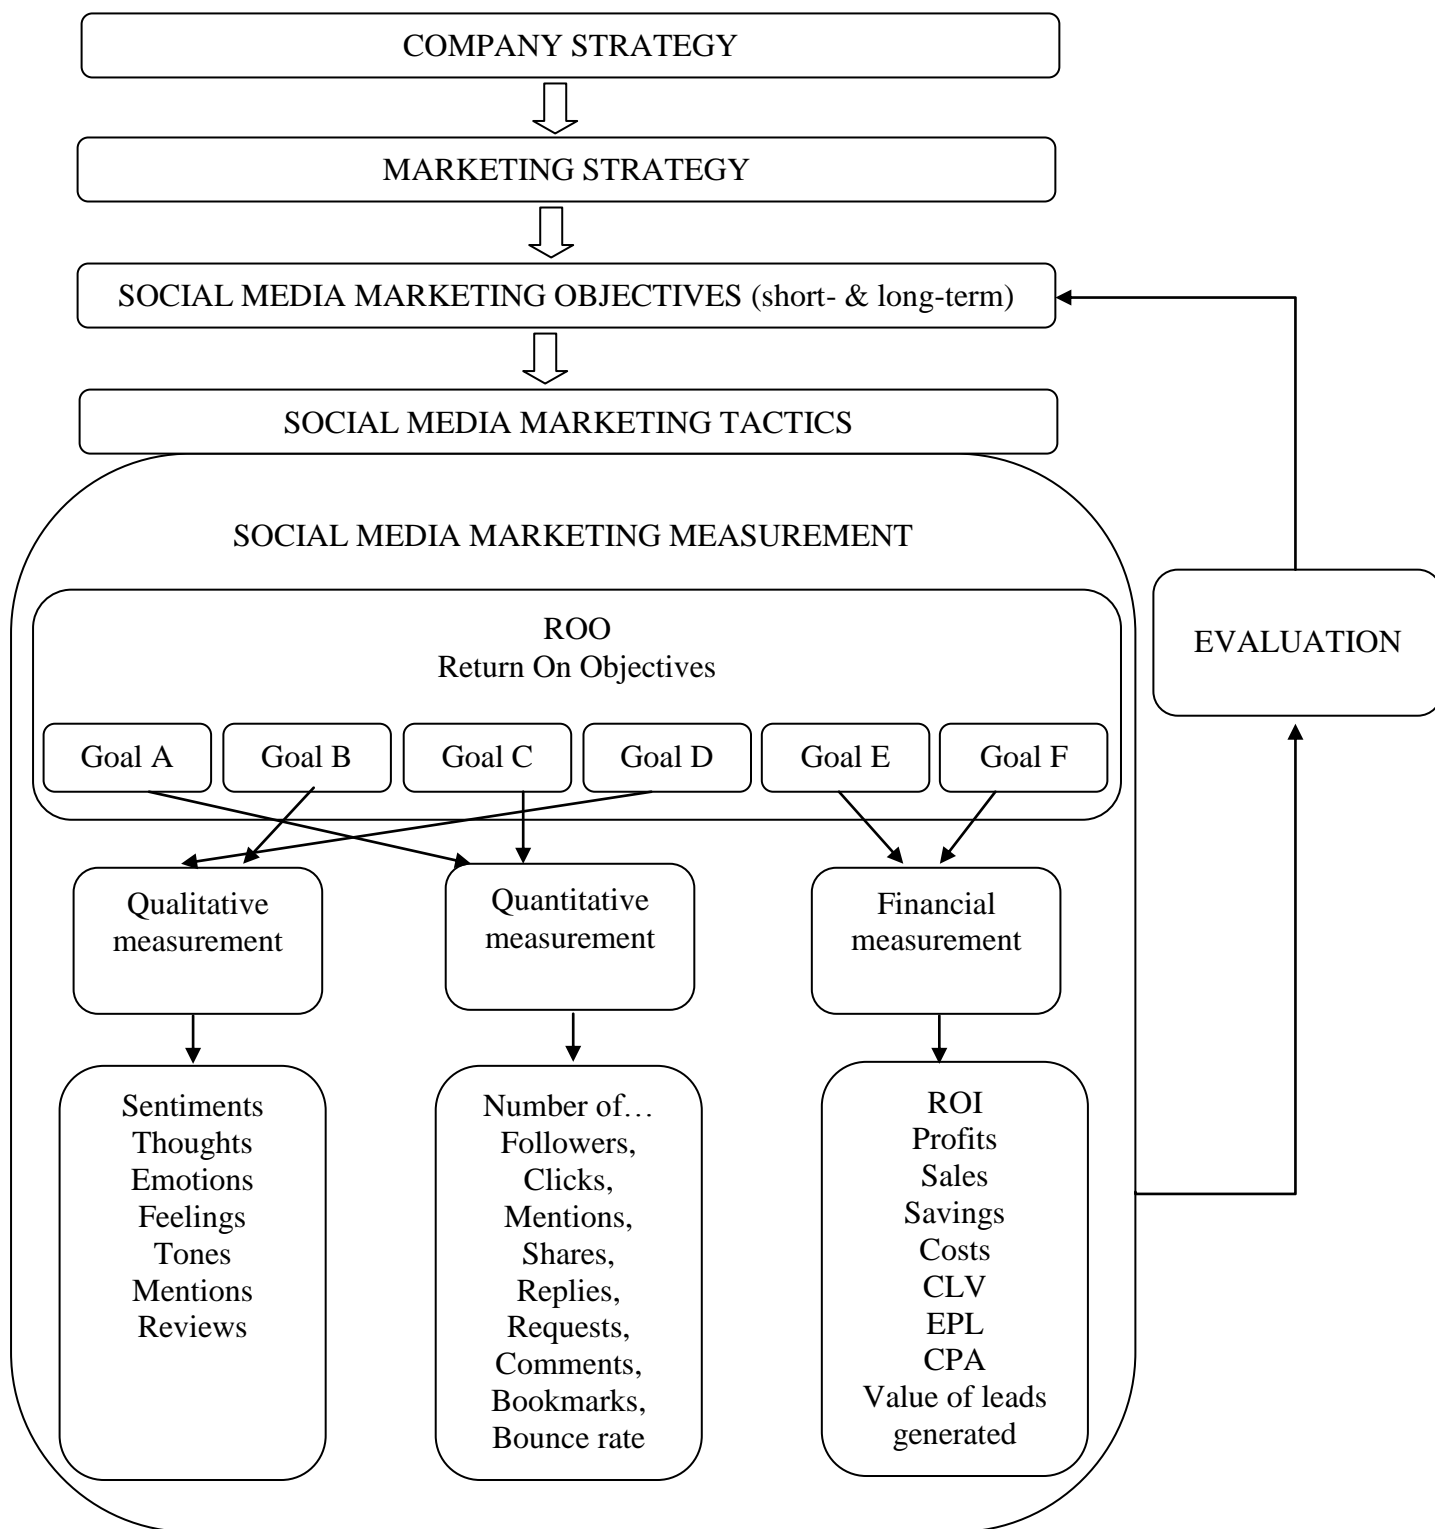 COMPANY STRATEGY
MARKETING STRATEGY
SOCIAL MEDIA MARKETING OBJECTIVES (short- & long-term)
SOCIAL MEDIA MARKETING TACTICS
SOCIAL MEDIA MARKETING MEASUREMENT
ROO
Return On Objectives
Goal A
Goal B
Goal C
Goal D
Goal E
Goal F
EVALUATION
Qualitative
measurement
Quantitative
measurement
Financial
measurement
Sentiments
Thoughts
Emotions
Feelings
Tones
Mentions
Reviews
Number of…
Followers,
Clicks,
Mentions,
Shares,
Replies,
Requests,
Comments,
Bookmarks,
Bounce rate
ROI
Profits
Sales
Savings
Costs
CLV
EPL
CPA
Value of leads
generated